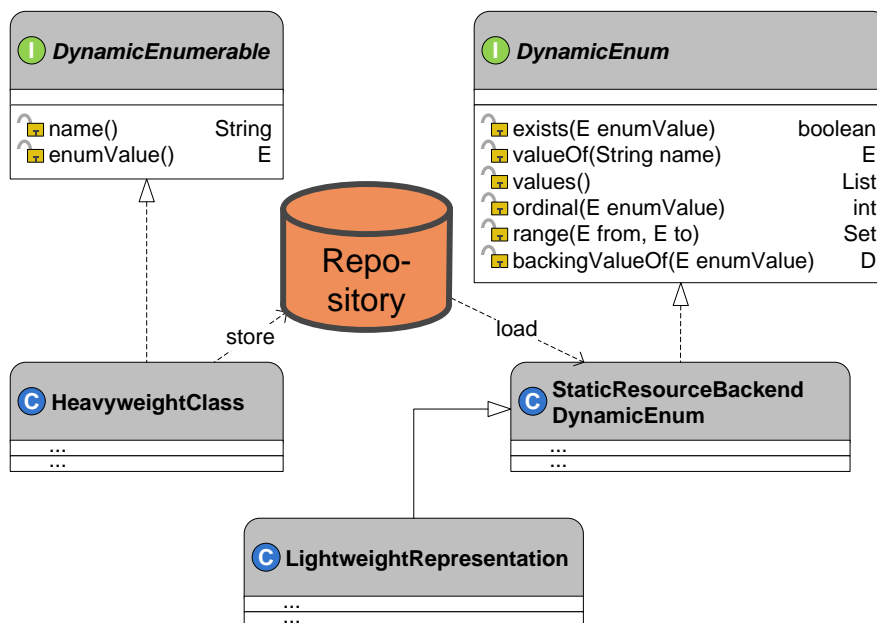 I DynamicEnumerable
name() String
enumValue() E
I DynamicEnum
exists(E enumValue) boolean
valueOf(String name) E
values() List
ordinal(E enumValue) int
range(E from, E to) Set
backingValueOf(E enumValue) D
Repo-
sitory
store
load
C HeavyweightClass
...
...
C StaticResourceBackend
DynamicEnum
...
...
C LightweightRepresentation
...
...